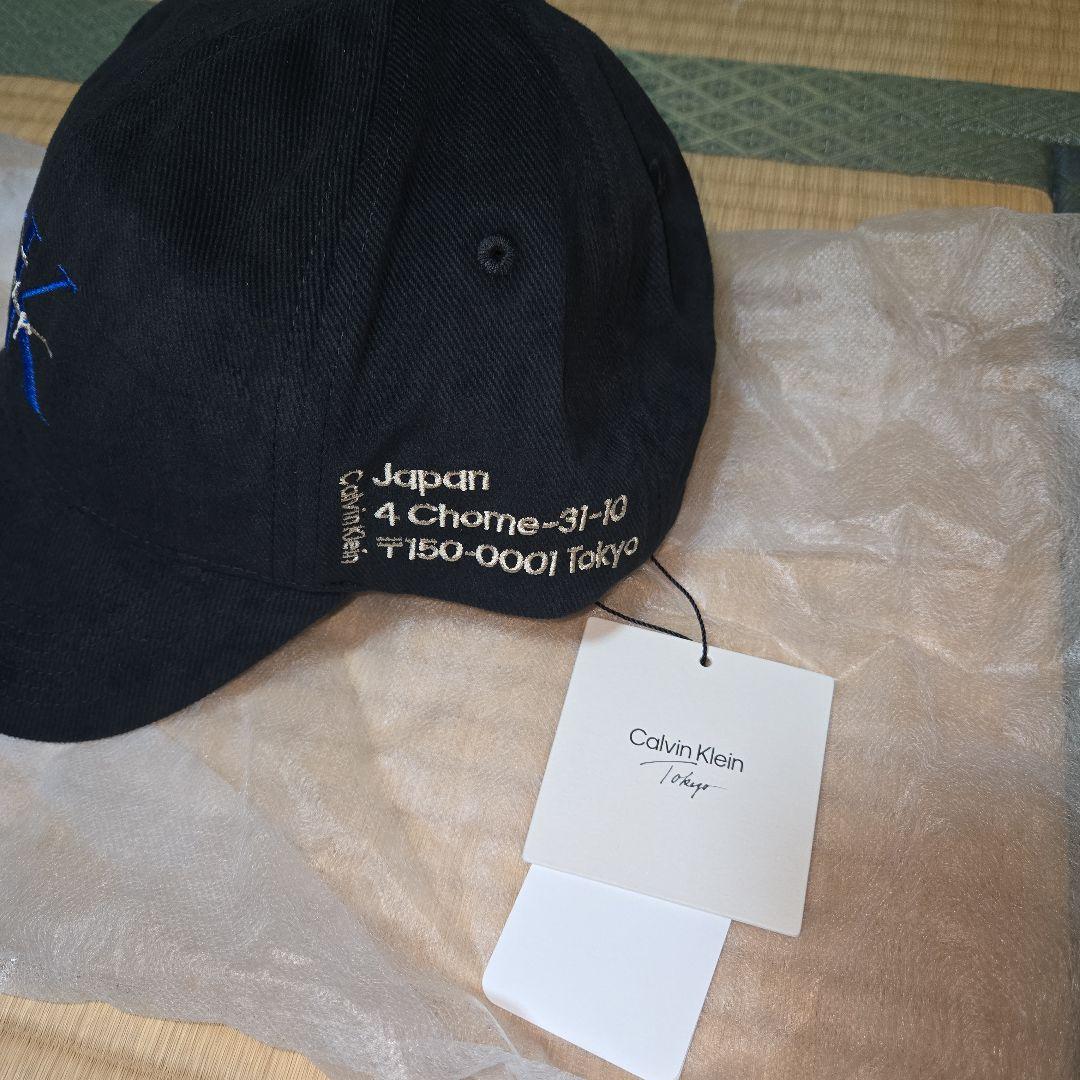 K
Calvin Klein
Japan
4 Chome-31-10
〒150-0001 Tokyo
Calvin Klein
Tokyo